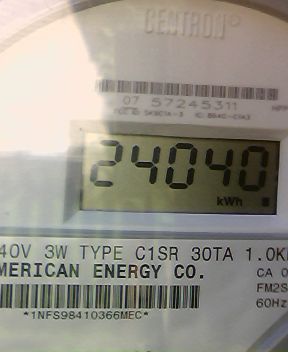 CENTRON®
07 57245311
24040
kWh
40V 3W TYPE C1SR 30TA 1.0K
MERICAN ENERGY CO.
CA 0
FM2S
60Hz
*1NFS98410366MEC*